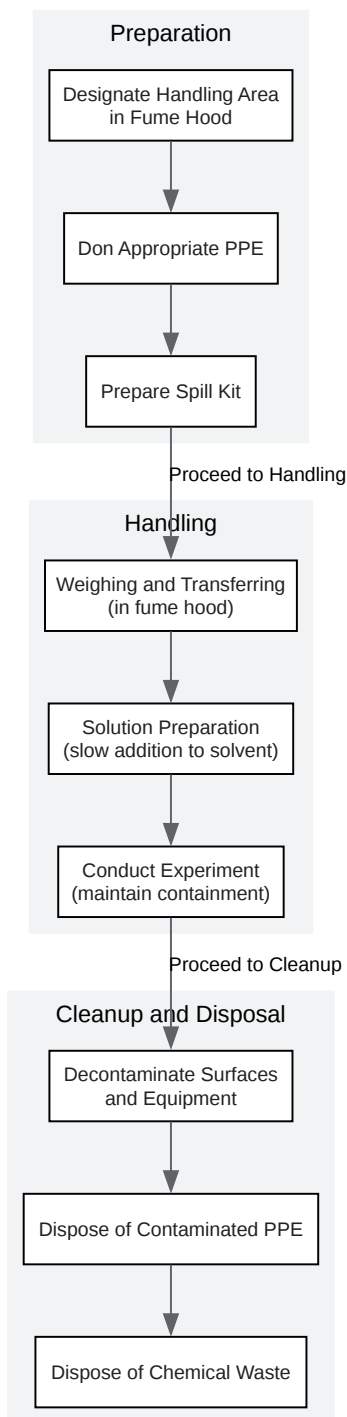 Preparation
Designate Handling Area
in Fume Hood
Don Appropriate PPE
Prepare Spill Kit
Proceed to Handling
Handling
Weighing and Transferring
(in fume hood)
Solution Preparation
(slow addition to solvent)
Conduct Experiment
(maintain containment)
Proceed to Cleanup
Cleanup and Disposal
Decontaminate Surfaces
and Equipment
Dispose of Contaminated PPE
Dispose of Chemical Waste